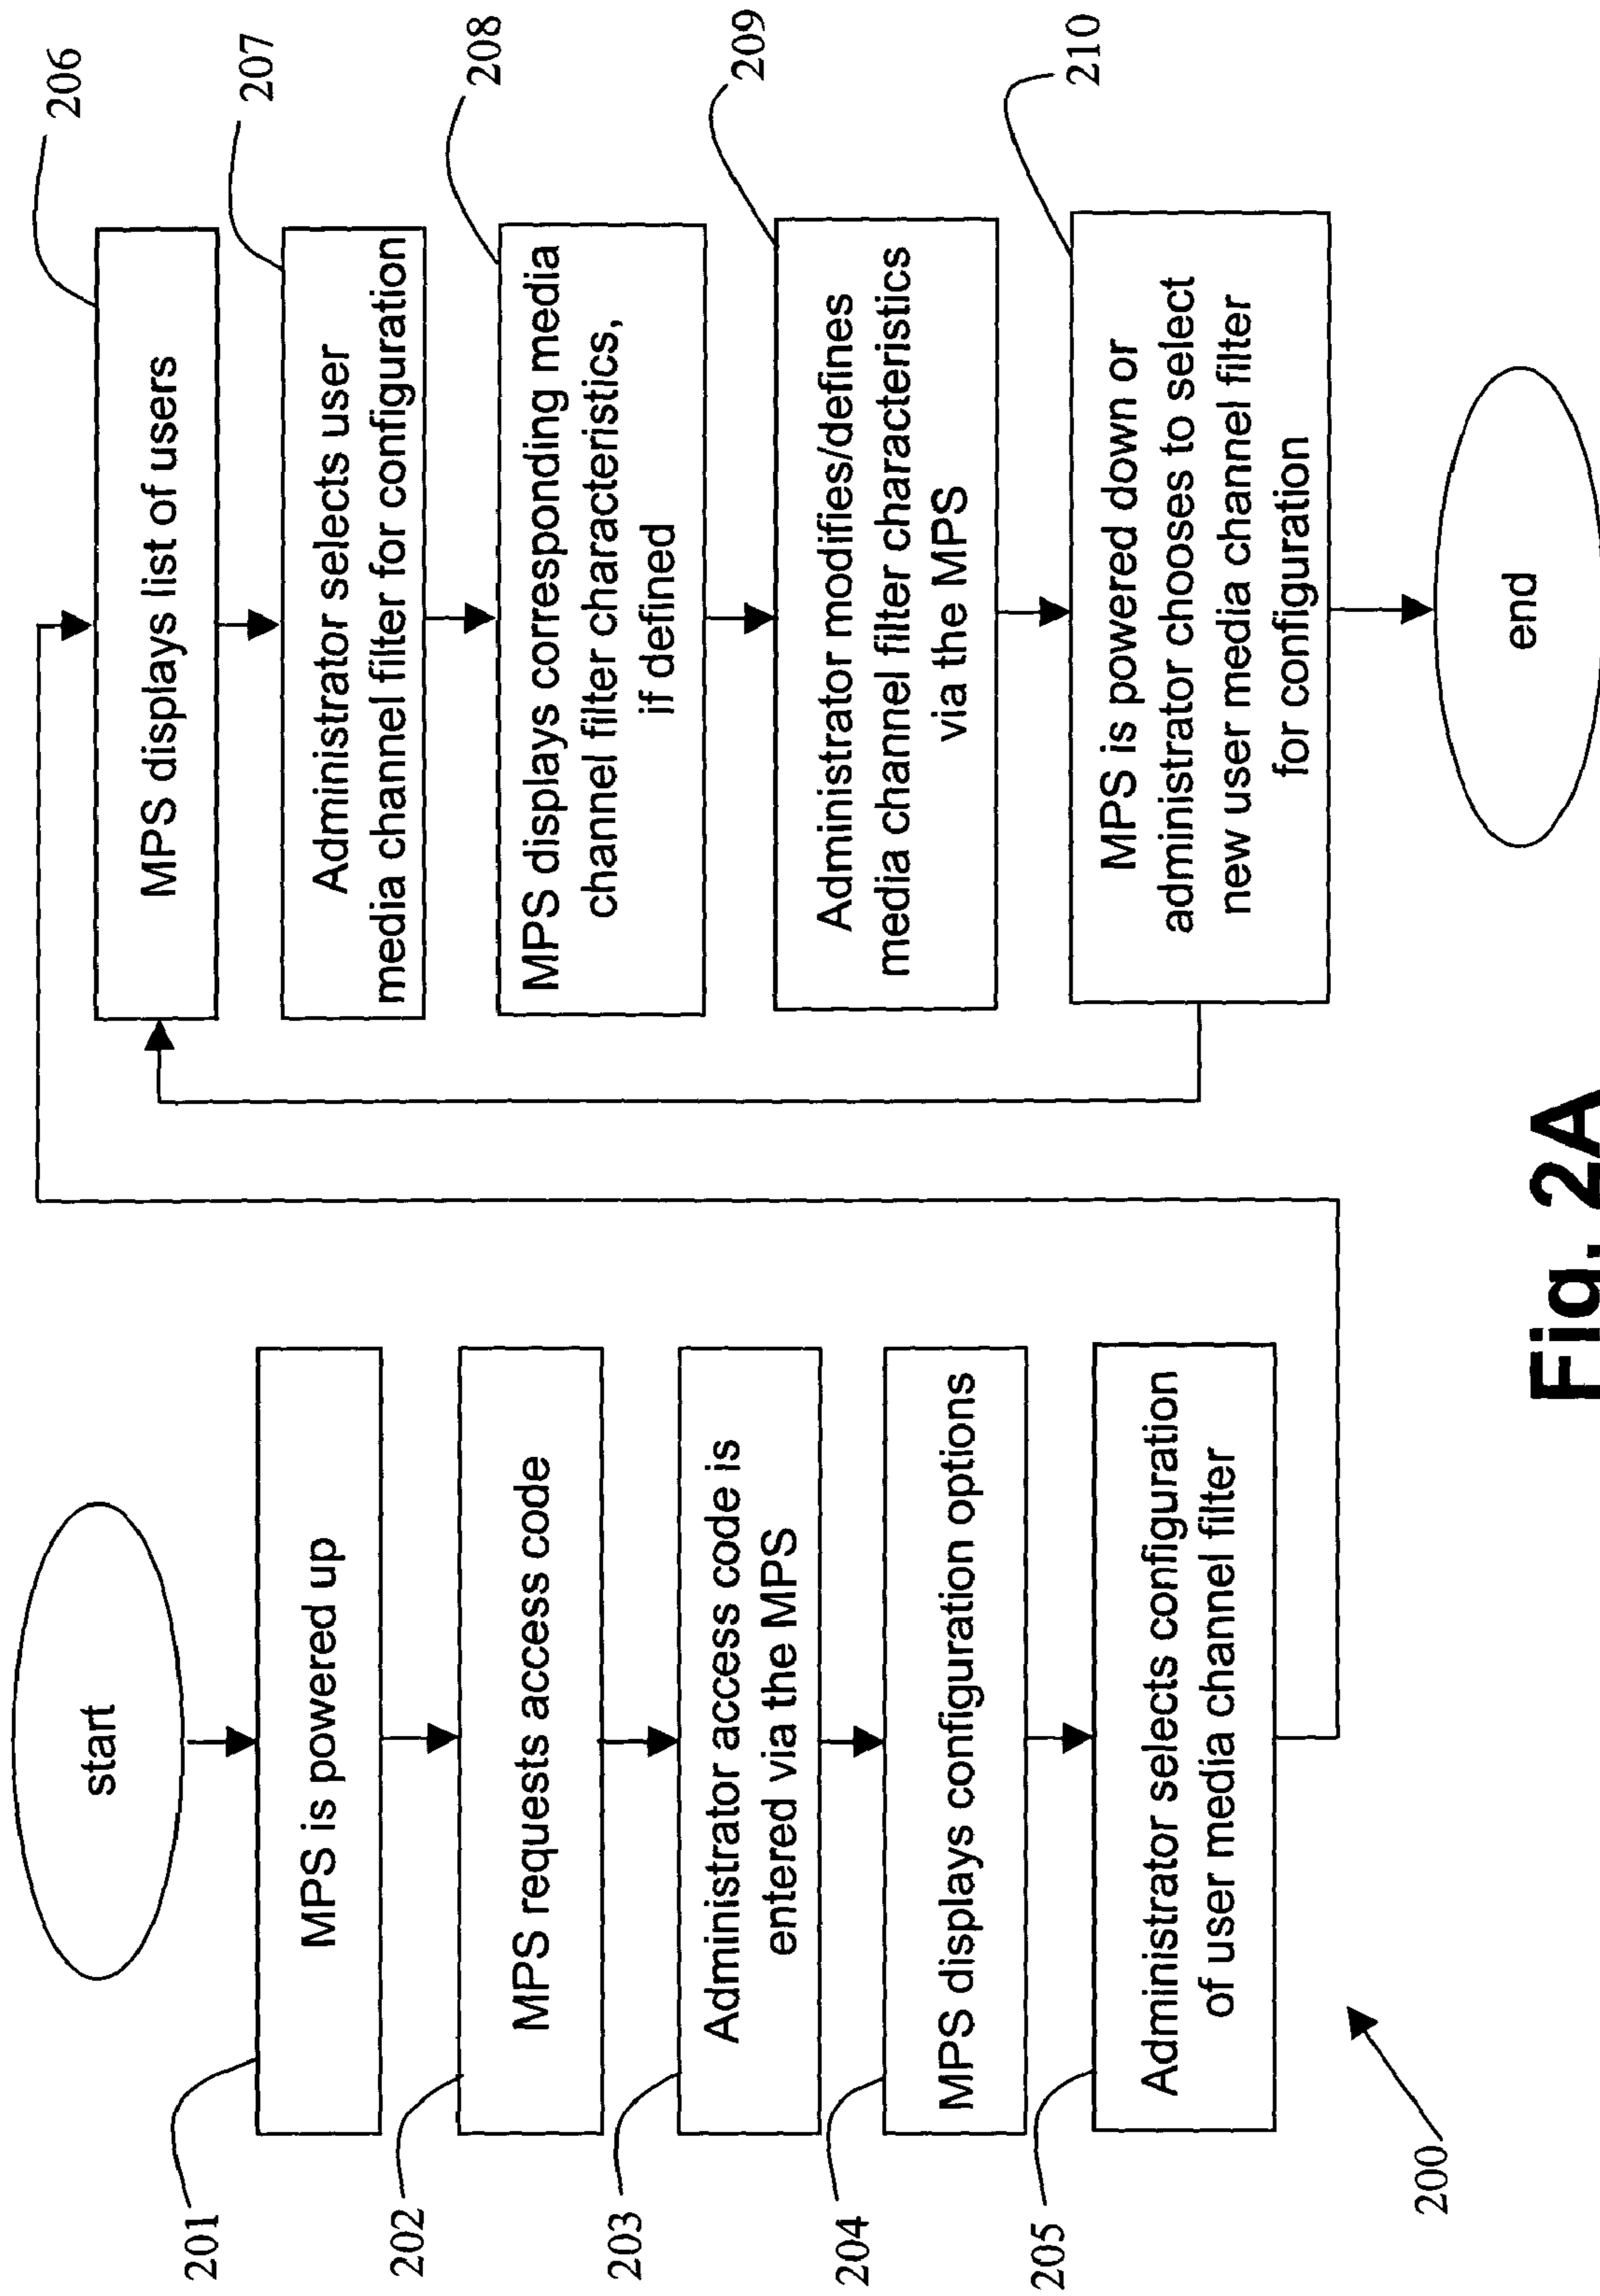 start
201
MPS is powered up
202
MPS requests access code
203
Administrator access code is
entered via the MPS
204
MPS displays configuration options
205
Administrator selects configuration
of user media channel filter
200
206
MPS displays list of users
207
Administrator selects user
media channel filter for configuration
208
MPS displays corresponding media
channel filter characteristics,
if defined
209
Administrator modifies/defines
media channel filter characteristics
via the MPS
210
MPS is powered down or
administrator chooses to select
new user media channel filter
for configuration
end
Fig. 2A